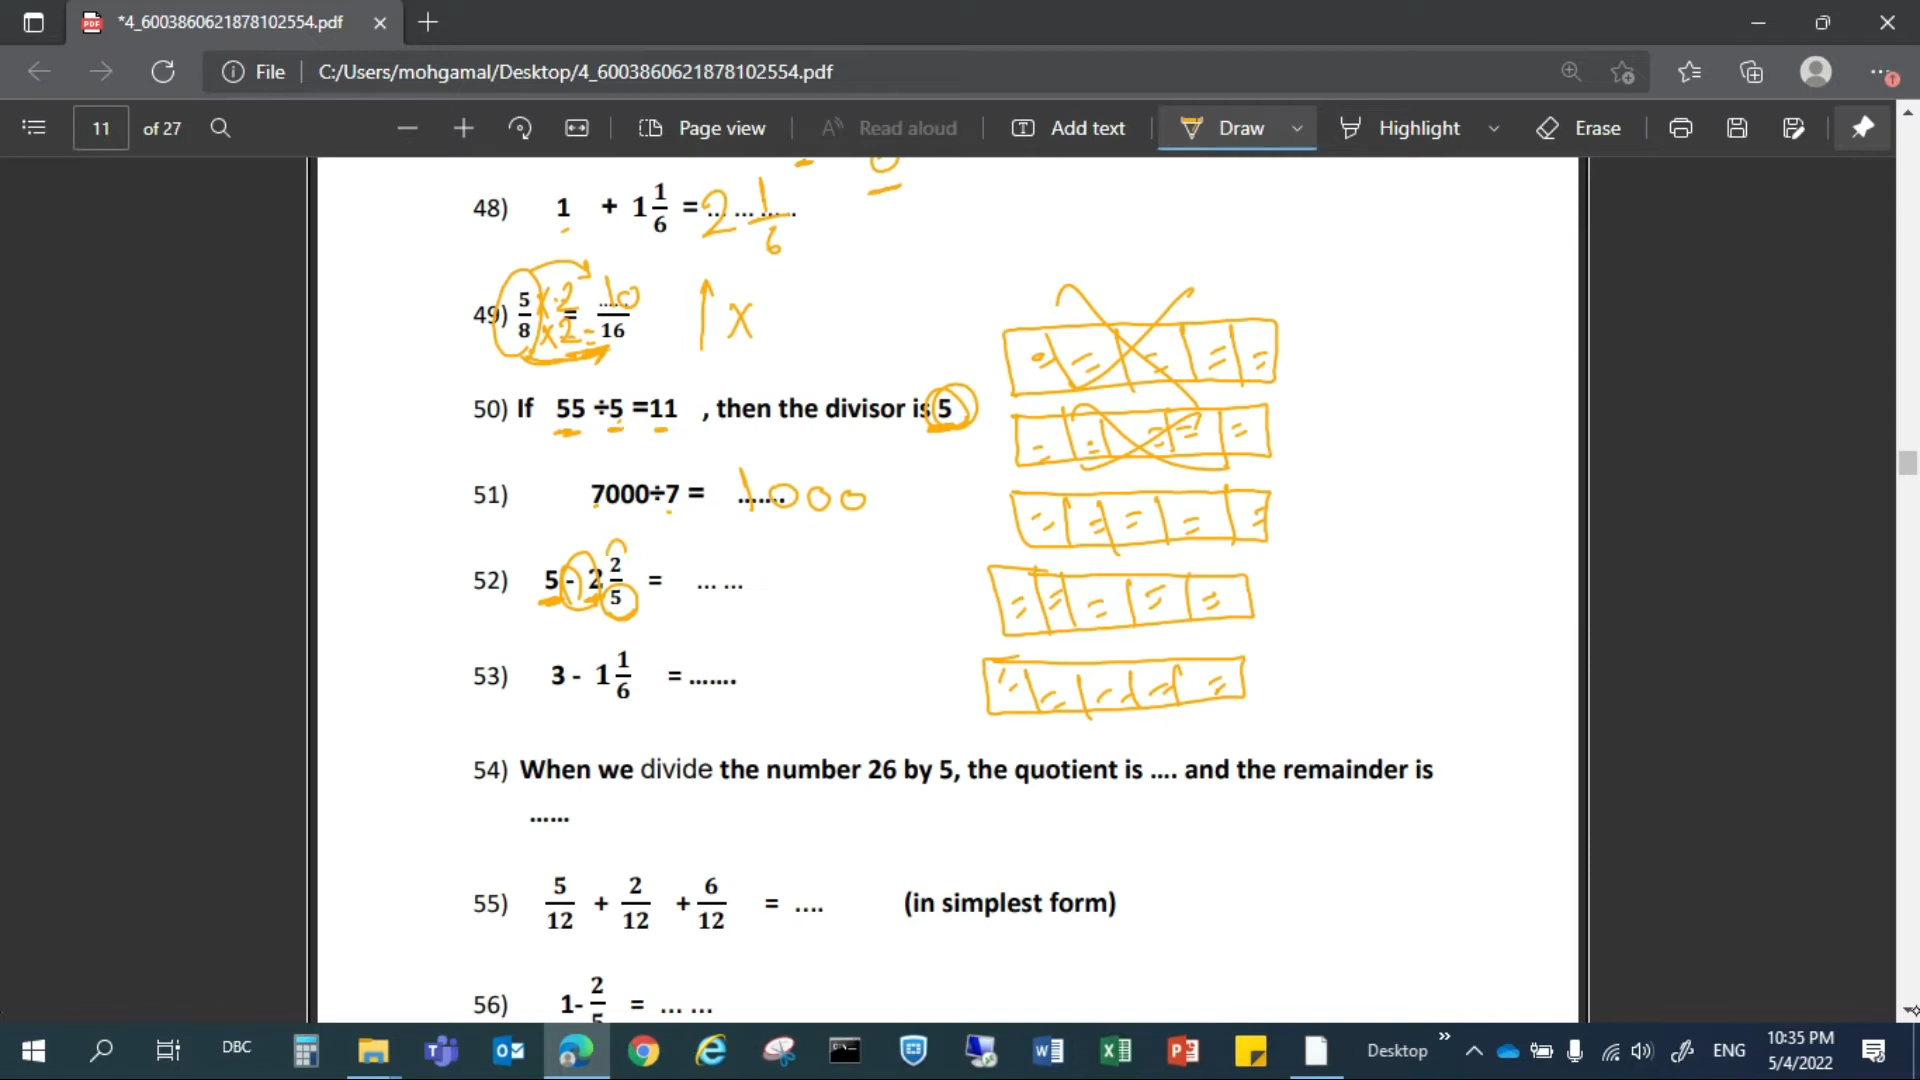 *4_6003860621878102554.pdf
File C:/Users/mohgamal/Desktop/4_6003860621878102554.pdf
11 of 27 Page view Read aloud Add text Draw Highlight Erase
48) 1 + 1 1/6 = ... ... ... 2 1/6
49) 5/8 = ...../16 ×2 ×2 = 10 X
50) If 55 ÷5 =11 , then the divisor is 5
51) 7000÷7 = ....... 1000
52) 5 - 2 2/5 = ... ...
53) 3 - 1 1/6 = .......
54) When we divide the number 26 by 5, the quotient is .... and the remainder is
......
55) 5/12 + 2/12 + 6/12 = .... (in simplest form)
56) 1- 2/5 = ... ...
DBC Desktop ENG 10:35 PM
5/4/2022